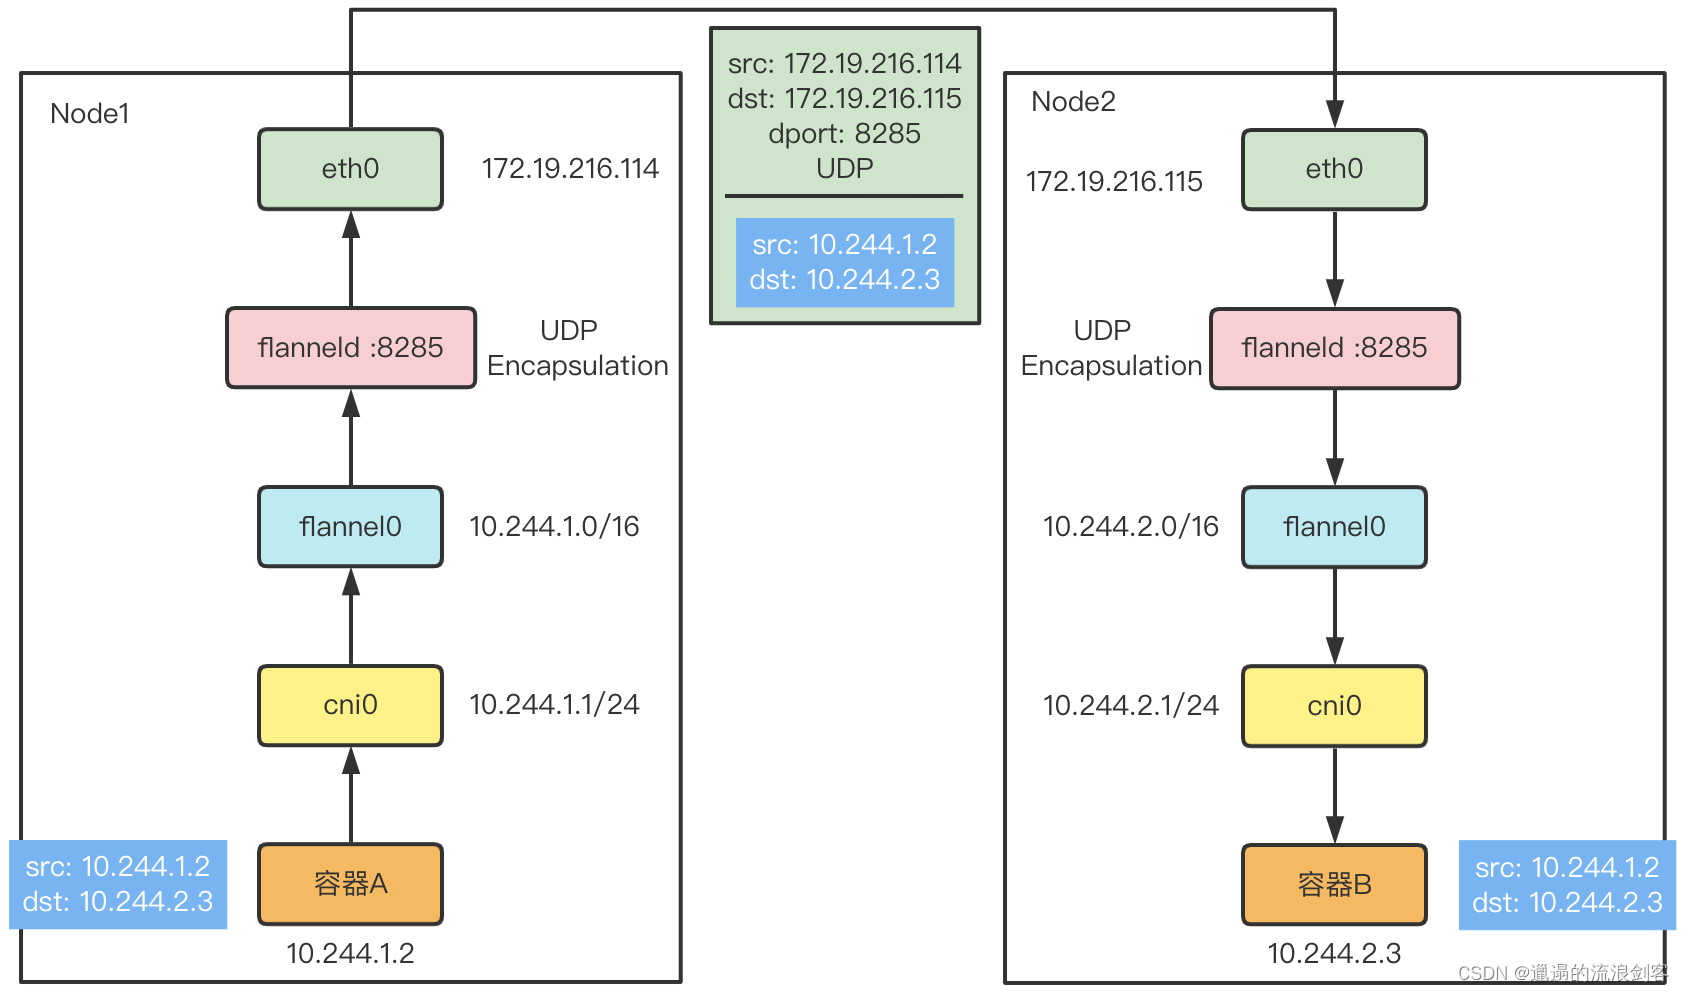 Node1
eth0
172.19.216.114
flanneld :8285
UDP
Encapsulation
flannel0
10.244.1.0/16
cni0
10.244.1.1/24
src: 10.244.1.2
dst: 10.244.2.3
容器A
10.244.1.2
src: 172.19.216.114
dst: 172.19.216.115
dport: 8285
UDP
src: 10.244.1.2
dst: 10.244.2.3
Node2
172.19.216.115
eth0
UDP
Encapsulation
flanneld :8285
10.244.2.0/16
flannel0
10.244.2.1/24
cni0
容器B
10.244.2.3
src: 10.244.1.2
dst: 10.244.2.3
CSDN @邋遢的流浪剑客